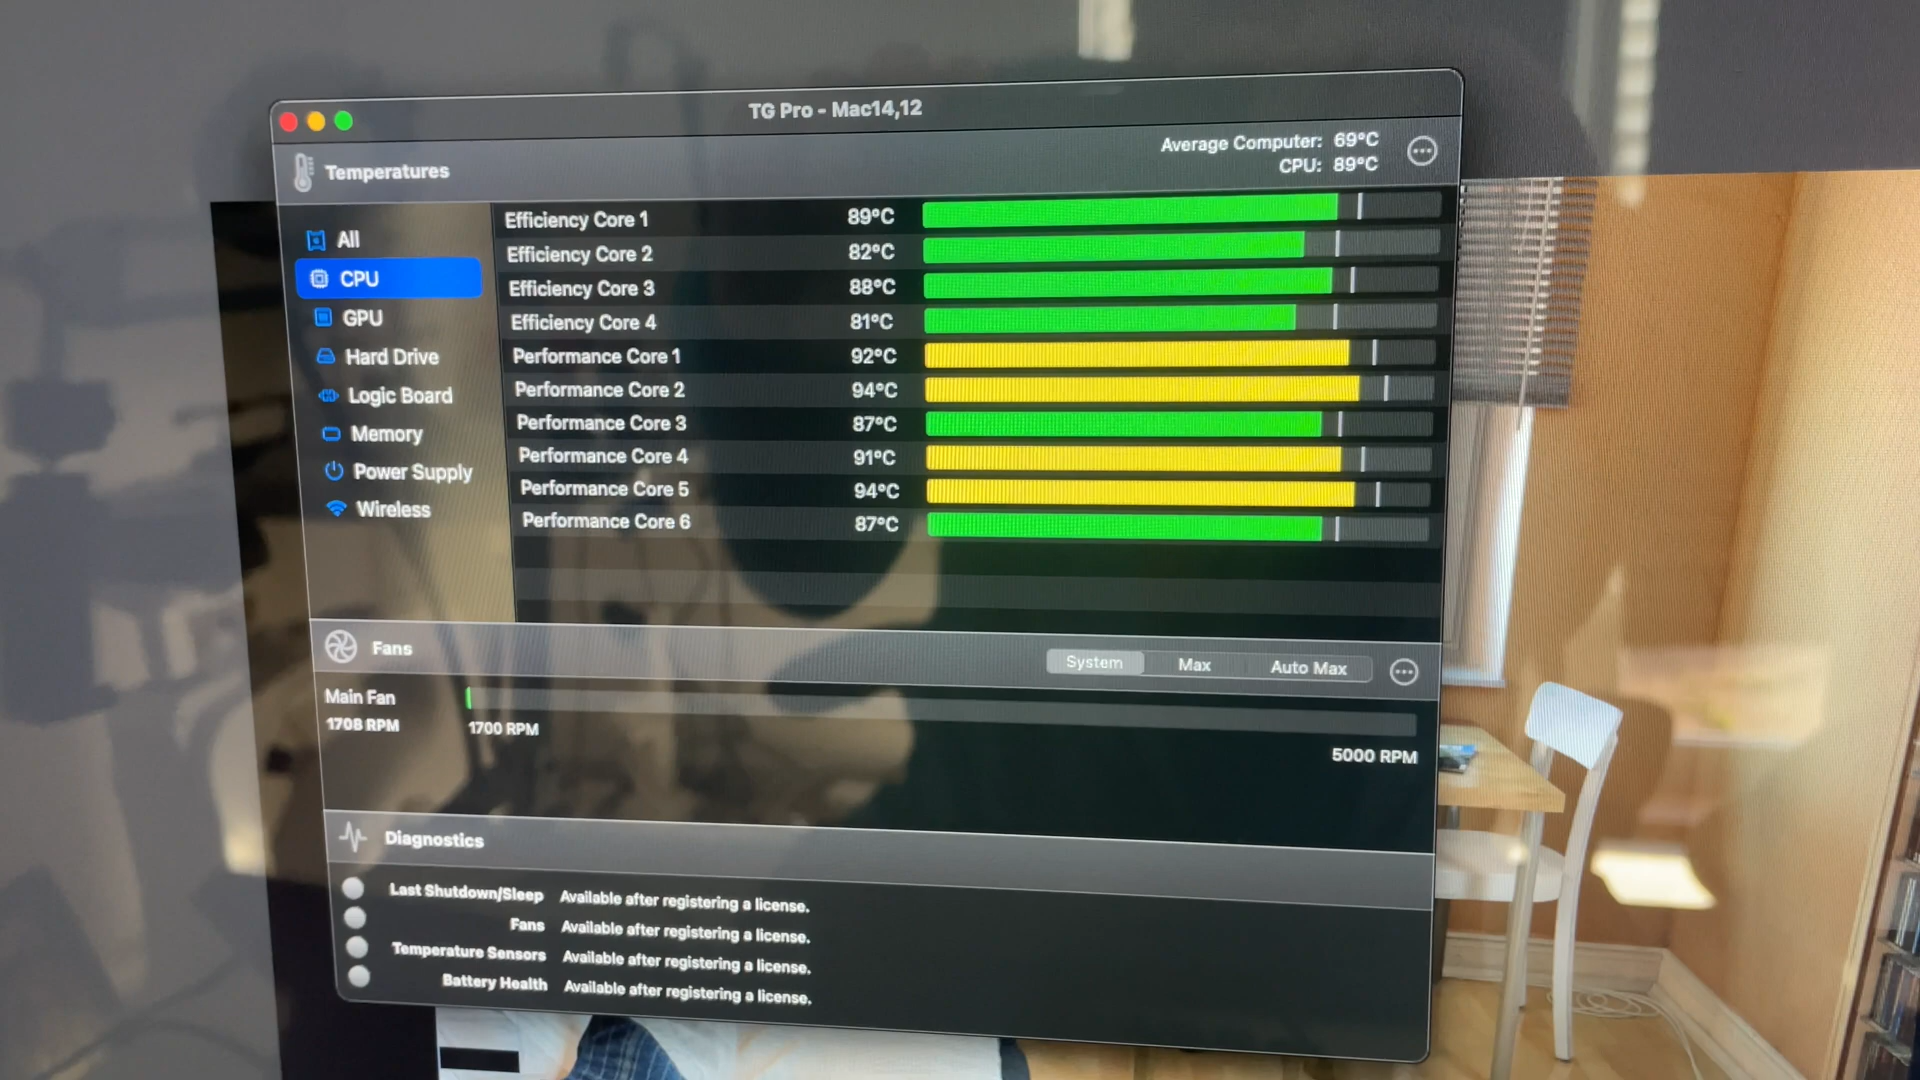 TG Pro - Mac14,12
Temperatures
Average Computer: 69°C
CPU: 89°C
All
CPU
GPU
Hard Drive
Logic Board
Memory
Power Supply
Wireless
Efficiency Core 1 89°C
Efficiency Core 2 82°C
Efficiency Core 3 88°C
Efficiency Core 4 81°C
Performance Core 1 92°C
Performance Core 2 94°C
Performance Core 3 87°C
Performance Core 4 91°C
Performance Core 5 94°C
Performance Core 6 87°C
Fans
System Max Auto Max
Main Fan
1708 RPM
1700 RPM
5000 RPM
Diagnostics
Last Shutdown/Sleep Available after registering a license.
Fans Available after registering a license.
Temperature Sensors Available after registering a license.
Battery Health Available after registering a license.